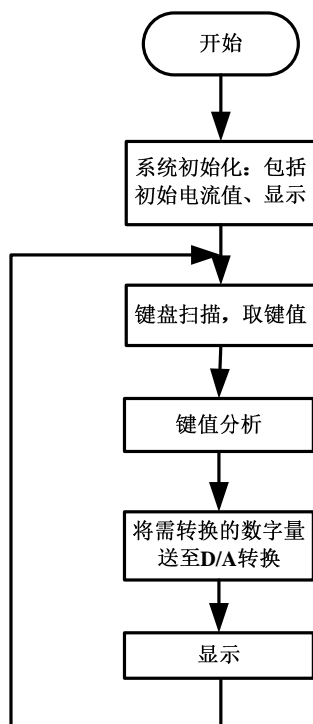 开始
系统初始化：包括
初始电流值、显示
键盘扫描，取键值
键值分析
将需转换的数字量
送至D/A转换
显示